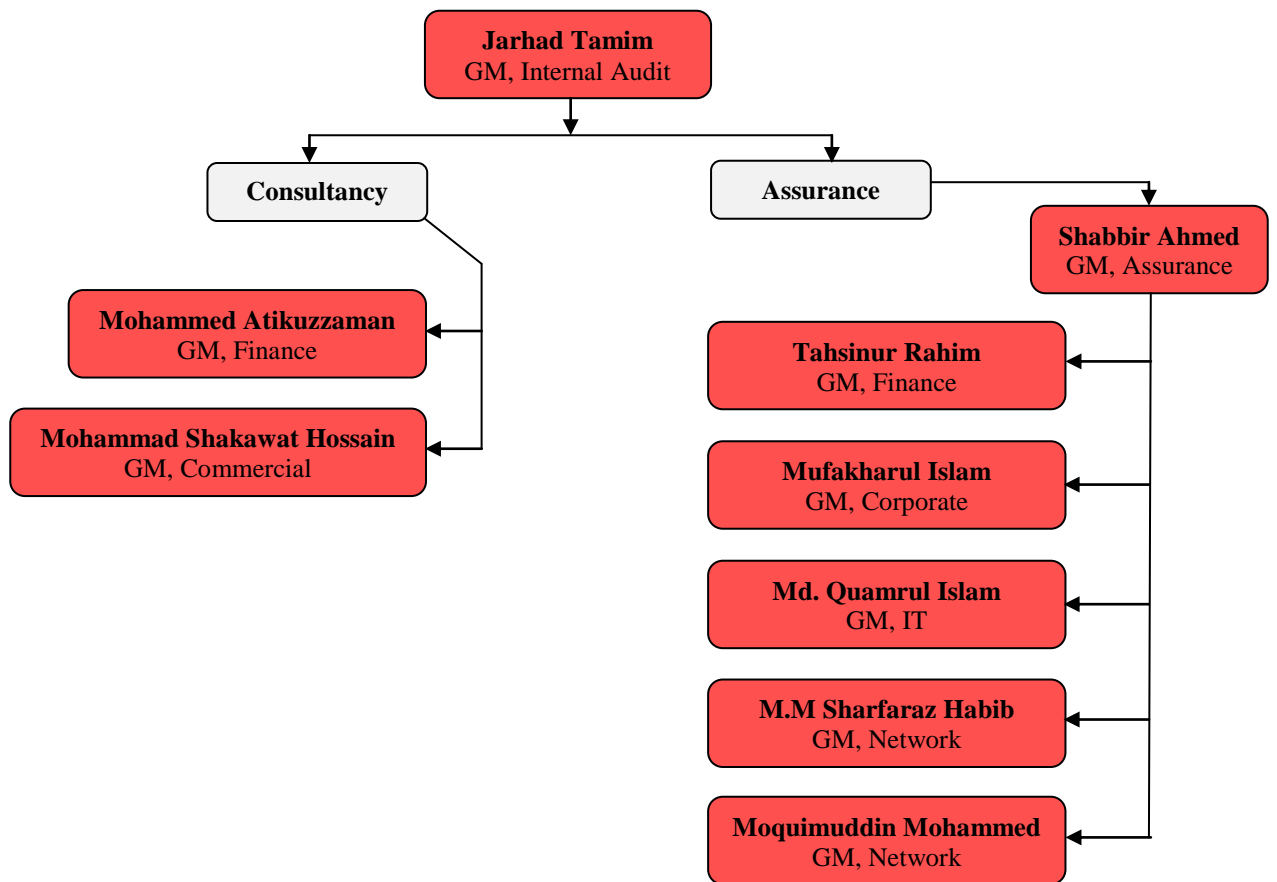 Jarhad Tamim
GM, Internal Audit
Consultancy
Assurance
Shabbir Ahmed
GM, Assurance
Mohammed Atikuzzaman
GM, Finance
Mohammad Shakawat Hossain
GM, Commercial
Tahsinur Rahim
GM, Finance
Mufakharul Islam
GM, Corporate
Md. Quamrul Islam
GM, IT
M.M Sharfaraz Habib
GM, Network
Moquimuddin Mohammed
GM, Network